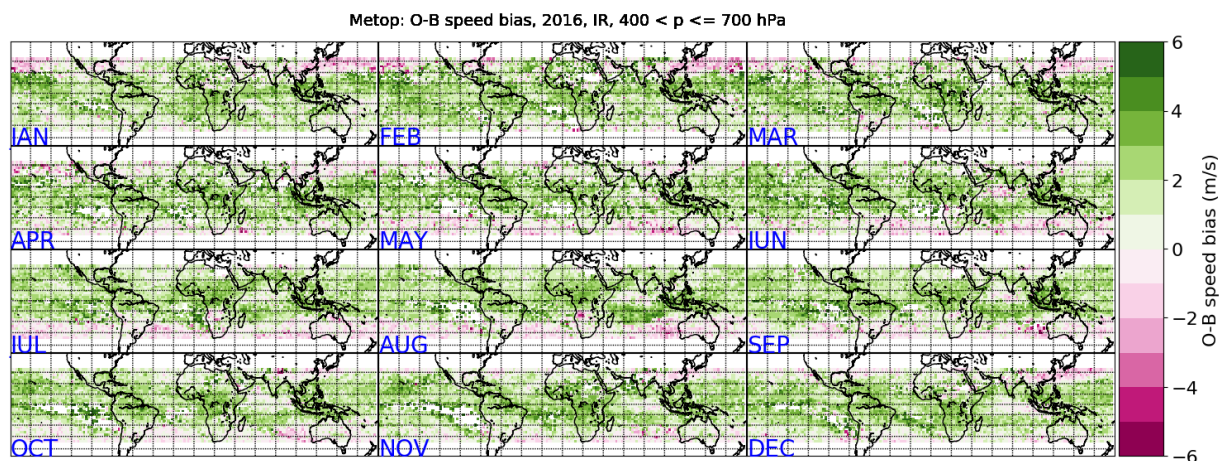 Metop: O-B speed bias, 2016, IR, 400 < p <= 700 hPa
JAN
FEB
MAR
APR
MAY
JUN
JUL
AUG
SEP
OCT
NOV
DEC
6
4
2
0
−2
−4
−6
O-B speed bias (m/s)